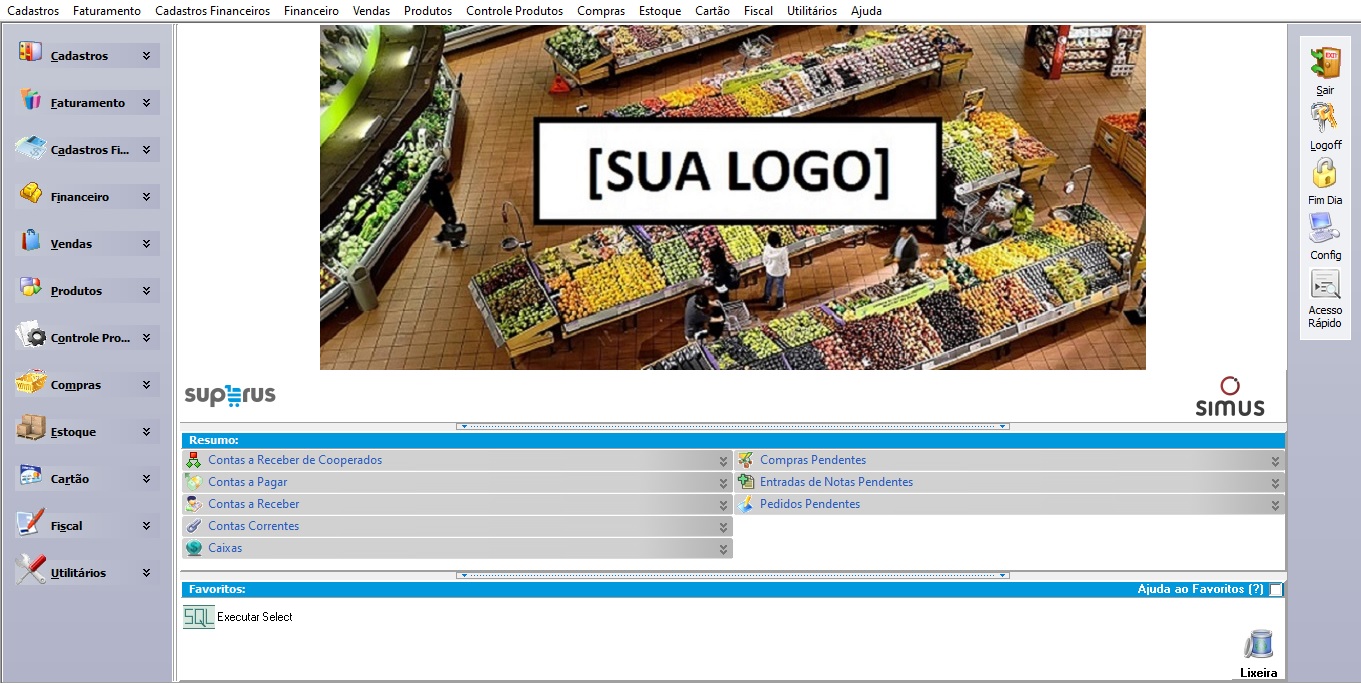 Cadastros Faturamento Cadastros Financeiros Financeiro Vendas Produtos Controle Produtos Compras Estoque Cartão Fiscal Utilitários Ajuda
Cadastros
Faturamento
Cadastros Fi...
Financeiro
Vendas
Produtos
Controle Pro...
Compras
Estoque
Cartão
Fiscal
Utilitários
[SUA LOGO]
superus
SIMUS
Resumo:
Contas a Receber de Cooperados
Contas a Pagar
Contas a Receber
Contas Correntes
Caixas
Compras Pendentes
Entradas de Notas Pendentes
Pedidos Pendentes
Favoritos:
Ajuda ao Favoritos (?)
SQL Executar Select
Lixeira
EXIT
Sair
Logoff
Fim Dia
Config
Acesso
Rápido